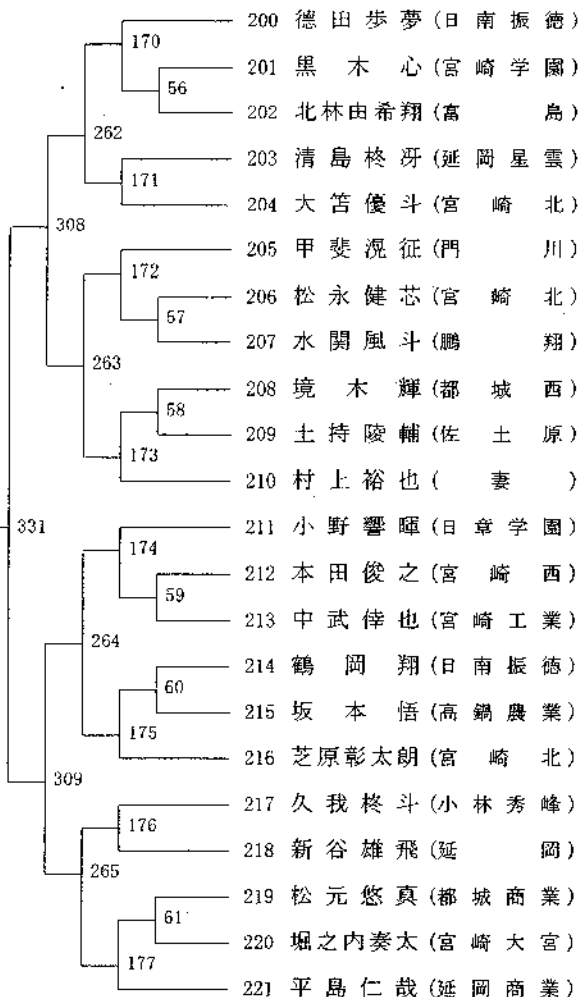 200 德田歩夢(日南振徳)
170
201 黒木心(宮崎学園)
56
202 北林由希翔(富島)
262
203 清島柊冴(延岡星雲)
171
204 大笛優斗(宮崎北)
308
205 甲斐滉征(門川)
172
206 松永健芯(宮崎北)
57
207 水関風斗(鵬翔)
263
208 境木輝(都城西)
58
209 土持陵輔(佐土原)
173
210 村上裕也(妻)
331
211 小野響暉(日章学園)
174
212 本田俊之(宮崎西)
59
213 中武倖也(宮崎工業)
264
214 鶴岡翔(日南振徳)
60
215 坂本悟(高鍋農業)
175
216 芝原彰太朗(宮崎北)
309
217 久我柊斗(小林秀峰)
176
218 新谷雄飛(延岡)
265
219 松元悠真(都城商業)
61
220 堀之内奏太(宮崎大宮)
177
221 平島仁哉(延岡商業)